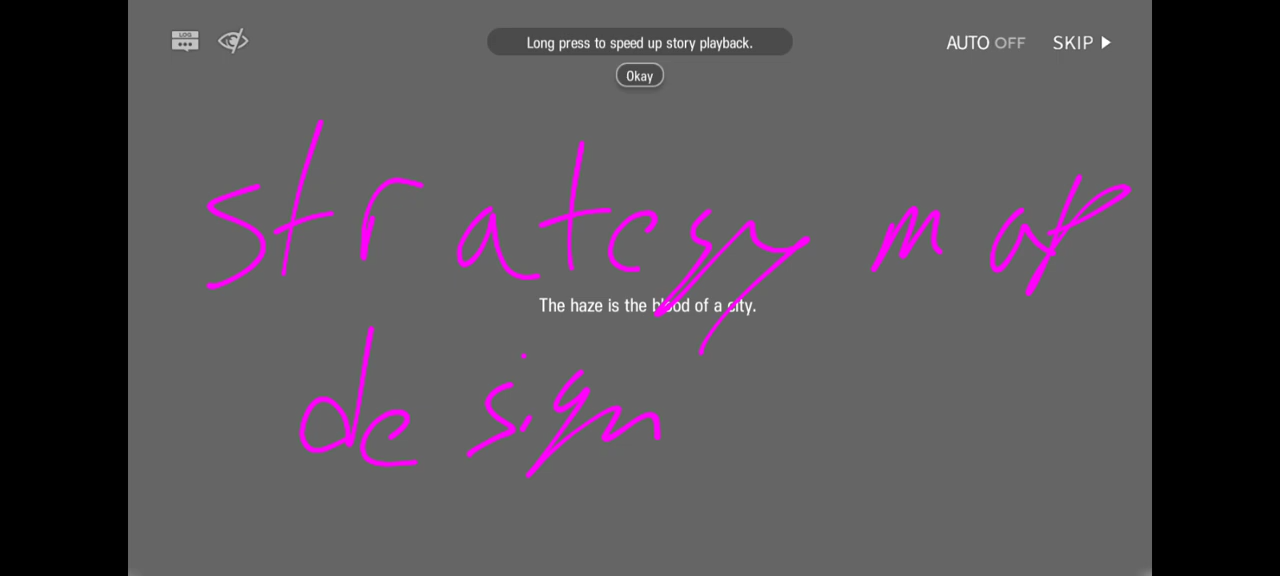 LOG
Long press to speed up story playback.
AUTO OFF SKIP
Okay
strategy map
The haze is the blood of a city.
design